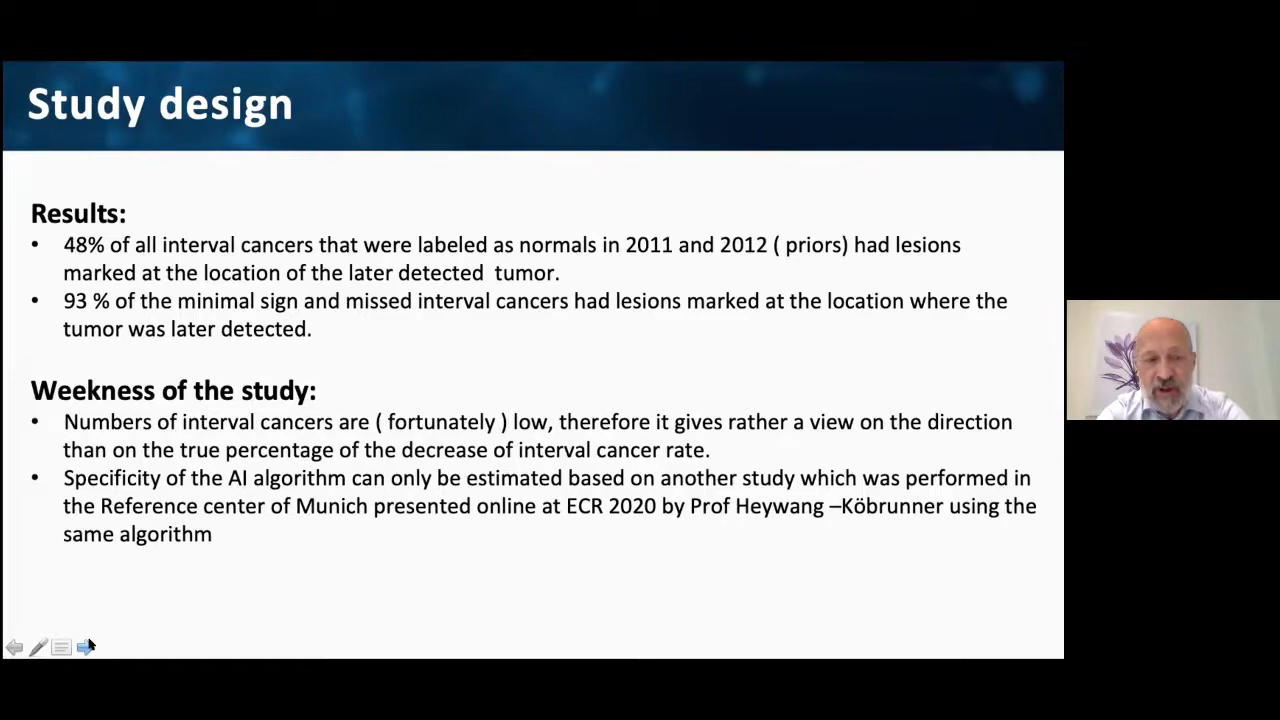 Study design
Results:
• 48% of all interval cancers that were labeled as normals in 2011 and 2012 ( priors) had lesions
marked at the location of the later detected tumor.
• 93 % of the minimal sign and missed interval cancers had lesions marked at the location where the
tumor was later detected.
Weekness of the study:
• Numbers of interval cancers are ( fortunately ) low, therefore it gives rather a view on the direction
than on the true percentage of the decrease of interval cancer rate.
• Specificity of the AI algorithm can only be estimated based on another study which was performed in
the Reference center of Munich presented online at ECR 2020 by Prof Heywang –Köbrunner using the
same algorithm